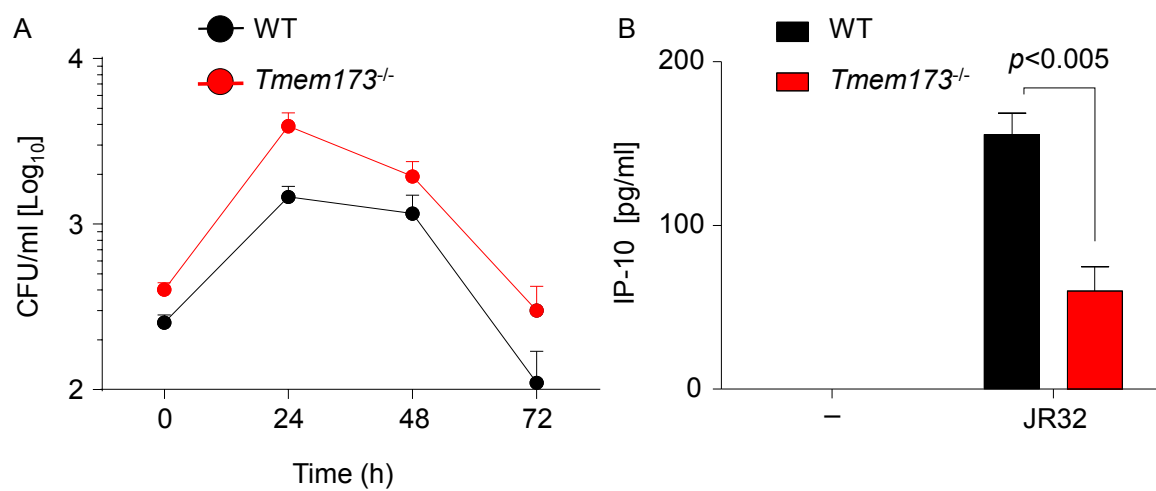 A
WT
Tmem173-/-
4
3
2
CFU/ml [Log10]
0 24 48 72
Time (h)
B
WT
Tmem173-/-
p<0.005
200
100
0
IP-10 [pg/ml]
– JR32